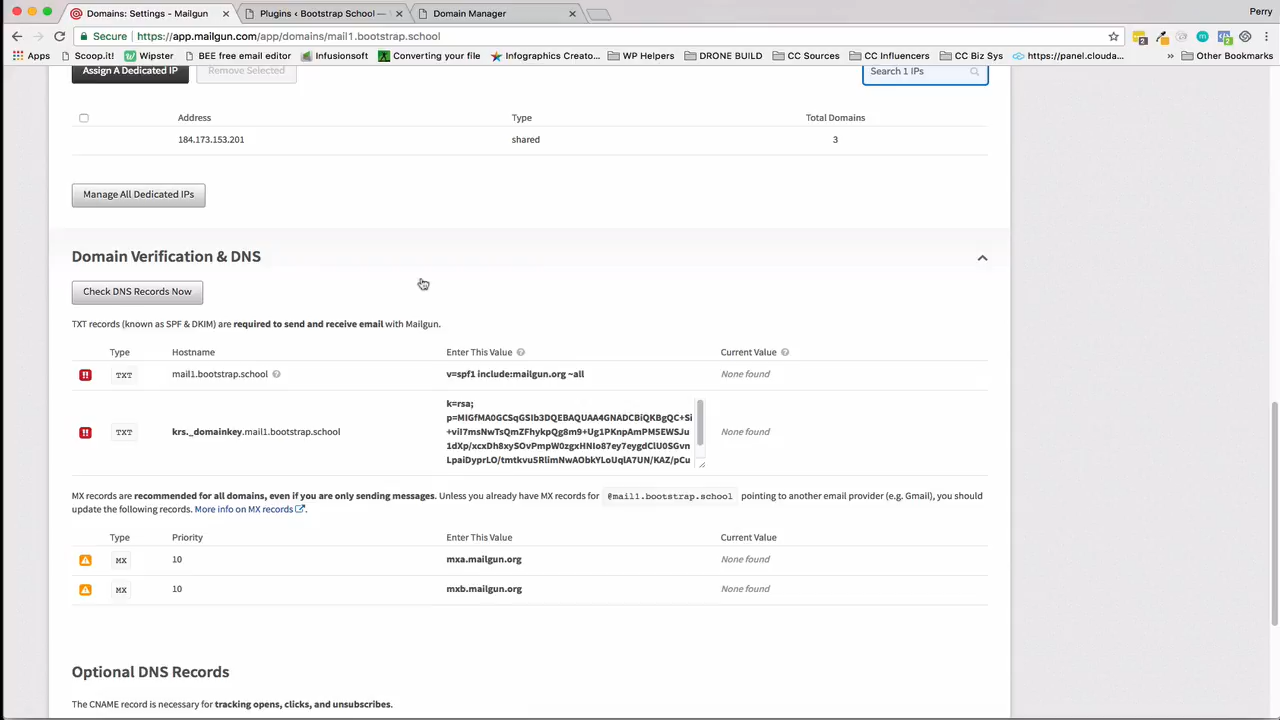 Domains: Settings - Mailgun
Plugins ‹ Bootstrap School —
Domain Manager
Perry
Secure
https://app.mailgun.com/app/domains/mail1.bootstrap.school
Apps
Scoop.it!
Wipster
BEE free email editor
Infusionsoft
Converting your file
Infographics Creato...
WP Helpers
DRONE BUILD
CC Sources
CC Influencers
CC Biz Sys
https://panel.clouda...
»
Other Bookmarks
Assign A Dedicated IP
Remove Selected
Search 1 IPs
Address Type Total Domains
184.173.153.201 shared 3
Manage All Dedicated IPs
Domain Verification & DNS
Check DNS Records Now
TXT records (known as SPF & DKIM) are required to send and receive email with Mailgun.
Type Hostname Enter This Value ? Current Value ?
!! TXT mail1.bootstrap.school ? v=spf1 include:mailgun.org ~all None found
k=rsa;
p=MIGfMA0GCSqGSIb3DQEBAQUAA4GNADCBiQKBgQC+Si
!! TXT krs._domainkey.mail1.bootstrap.school +viI7msNwTsQmZFhykpQg8m9+Ug1PKnpAmPM5EWSJu None found
1dXp/xcxDh8xySOvPmpW0zgxHNIo87ey7eygdClU0SGvn
LpaiDyprLO/tmtkvu5RlimNwAObkYLoUqlA7UN/KAZ/pCu
MX records are recommended for all domains, even if you are only sending messages. Unless you already have MX records for @mail1.bootstrap.school pointing to another email provider (e.g. Gmail), you should
update the following records. More info on MX records.
Type Priority Enter This Value Current Value
MX 10 mxa.mailgun.org None found
MX 10 mxb.mailgun.org None found
Optional DNS Records
The CNAME record is necessary for tracking opens, clicks, and unsubscribes.